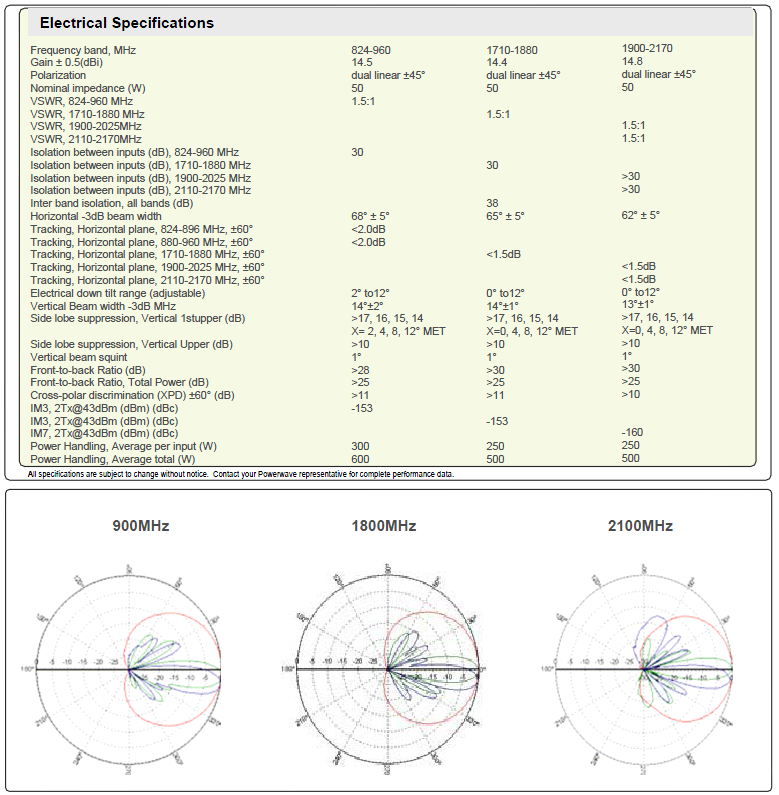 Electrical Specifications
Frequency band, MHz 824-960 1710-1880 1900-2170
Gain ± 0.5(dBi) 14.5 14.4 14.8
Polarization dual linear ±45° dual linear ±45° dual linear ±45°
Nominal impedance (W) 50 50 50
VSWR, 824-960 MHz 1.5:1
VSWR, 1710-1880 MHz 1.5:1
VSWR, 1900-2025MHz 1.5:1
VSWR, 2110-2170MHz 1.5:1
Isolation between inputs (dB), 824-960 MHz 30
Isolation between inputs (dB), 1710-1880 MHz 30
Isolation between inputs (dB), 1900-2025 MHz >30
Isolation between inputs (dB), 2110-2170 MHz >30
Inter band isolation, all bands (dB) 38
Horizontal -3dB beam width 68° ± 5° 65° ± 5° 62° ± 5°
Tracking, Horizontal plane, 824-896 MHz, ±60° <2.0dB
Tracking, Horizontal plane, 880-960 MHz, ±60° <2.0dB
Tracking, Horizontal plane, 1710-1880 MHz, ±60° <1.5dB
Tracking, Horizontal plane, 1900-2025 MHz, ±60° <1.5dB
Tracking, Horizontal plane, 2110-2170 MHz, ±60° <1.5dB
Electrical down tilt range (adjustable) 2° to12° 0° to12° 0° to12°
Vertical Beam width -3dB MHz 14°±2° 14°±1° 13°±1°
Side lobe suppression, Vertical 1stupper (dB) >17, 16, 15, 14 >17, 16, 15, 14 >17, 16, 15, 14
X= 2, 4, 8, 12° MET X=0, 4, 8, 12° MET X=0, 4, 8, 12° MET
Side lobe suppression, Vertical Upper (dB) >10 >10 >10
Vertical beam squint 1° 1° 1°
Front-to-back Ratio (dB) >28 >30 >30
Front-to-back Ratio, Total Power (dB) >25 >25 >25
Cross-polar discrimination (XPD) ±60° (dB) >11 >11 >10
IM3, 2Tx@43dBm (dBm) (dBc) -153
IM3, 2Tx@43dBm (dBm) (dBc) -153
IM7, 2Tx@43dBm (dBm) (dBc) -160
Power Handling, Average per input (W) 300 250 250
Power Handling, Average total (W) 600 500 500
All specifications are subject to change without notice. Contact your Powerwave representative for complete performance data.
900MHz 1800MHz 2100MHz